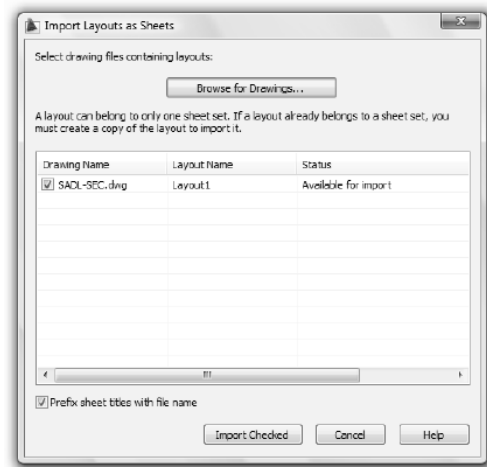 Import Layouts as Sheets
Select drawing files containing layouts:
Browse for Drawings...
A layout can belong to only one sheet set. If a layout already belongs to a sheet set, you
must create a copy of the layout to import it.
Drawing Name Layout Name Status
SADL-SEC.dwg Layout1 Available for import
Prefix sheet titles with file name
Import Checked Cancel Help